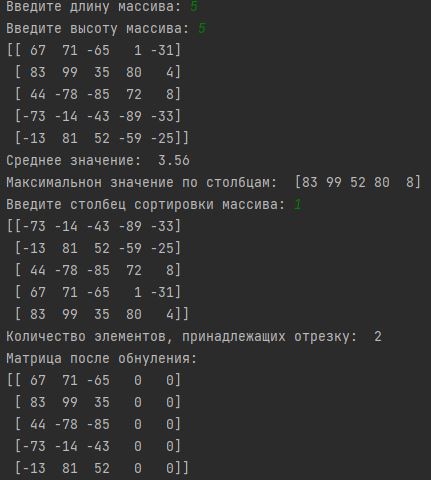 Введите длину массива: 5
Введите высоту массива: 5
[[ 67  71 -65   1 -31]
 [ 83  99  35  80   4]
 [ 44 -78 -85  72   8]
 [-73 -14 -43 -89 -33]
 [-13  81  52 -59 -25]]
Среднее значение:  3.56
Максимальнон значение по столбцам:  [83 99 52 80  8]
Введите столбец сортировки массива: 1
[[-73 -14 -43 -89 -33]
 [-13  81  52 -59 -25]
 [ 44 -78 -85  72   8]
 [ 67  71 -65   1 -31]
 [ 83  99  35  80   4]]
Количество элементов, принадлежащих отрезку:  2
Матрица после обнуления:
[[ 67  71 -65   0   0]
 [ 83  99  35   0   0]
 [ 44 -78 -85   0   0]
 [-73 -14 -43   0   0]
 [-13  81  52   0   0]]